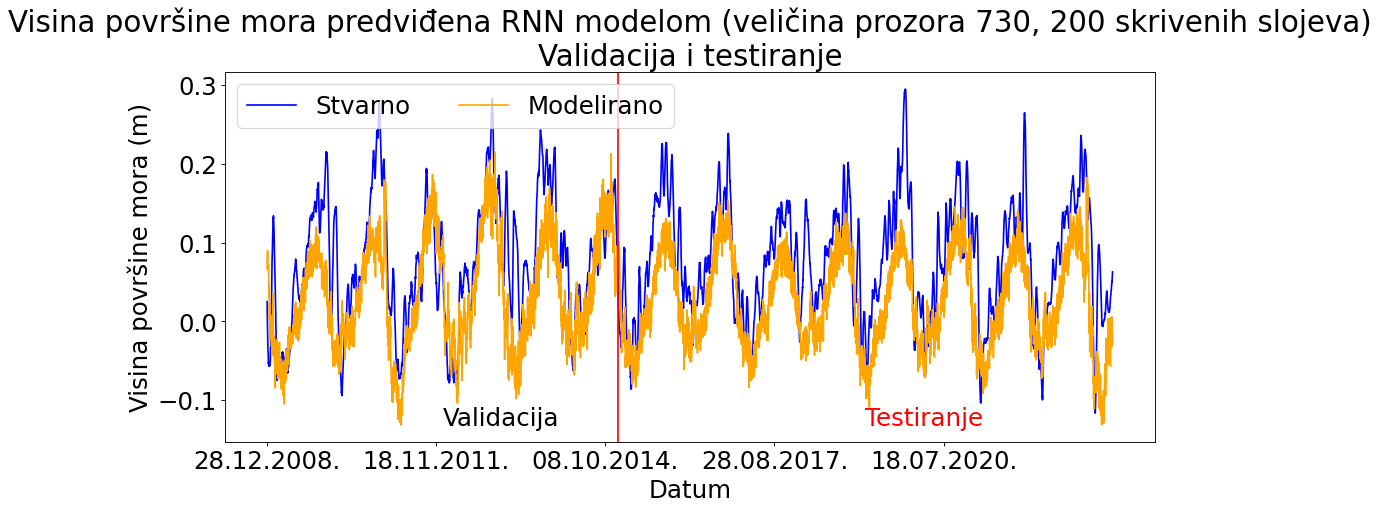 Visina površine mora predviđena RNN modelom (veličina prozora 730, 200 skrivenih slojeva)
Validacija i testiranje
Stvarno Modelirano
Visina površine mora (m)
0.3
0.2
0.1
0.0
−0.1
Validacija Testiranje
28.12.2008. 18.11.2011. 08.10.2014. 28.08.2017. 18.07.2020.
Datum